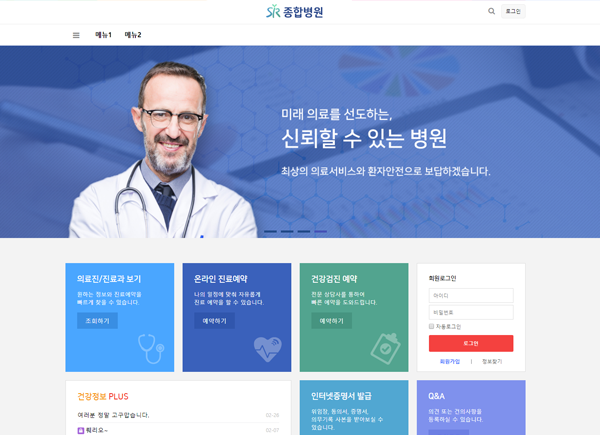 SIR 종합병원
로그인
메뉴1 메뉴2
미래 의료를 선도하는,
신뢰할 수 있는 병원
최상의 의료서비스와 환자안전으로 보답하겠습니다.
의료진/진료과 보기
원하는 정보와 진료예약을
빠르게 찾을 수 있습니다.
조회하기
온라인 진료예약
나의 일정에 맞춰 자유롭게
진료 예약을 할 수 있습니다.
예약하기
건강검진 예약
전문 상담사를 통하여
빠른 예약을 도와드립니다.
예약하기
회원로그인
아이디
비밀번호
자동로그인
로그인
회원가입 | 정보찾기
건강정보 PLUS
여러분 정말 고맙습니다. 02-28
뭐리오~ 02-07
인터넷증명서 발급
위임장, 동의서, 증명서,
의무기록 사본을 받아보실 수
있습니다.
Q&A
의견 또는 건의사항을
등록하실 수 있습니다.